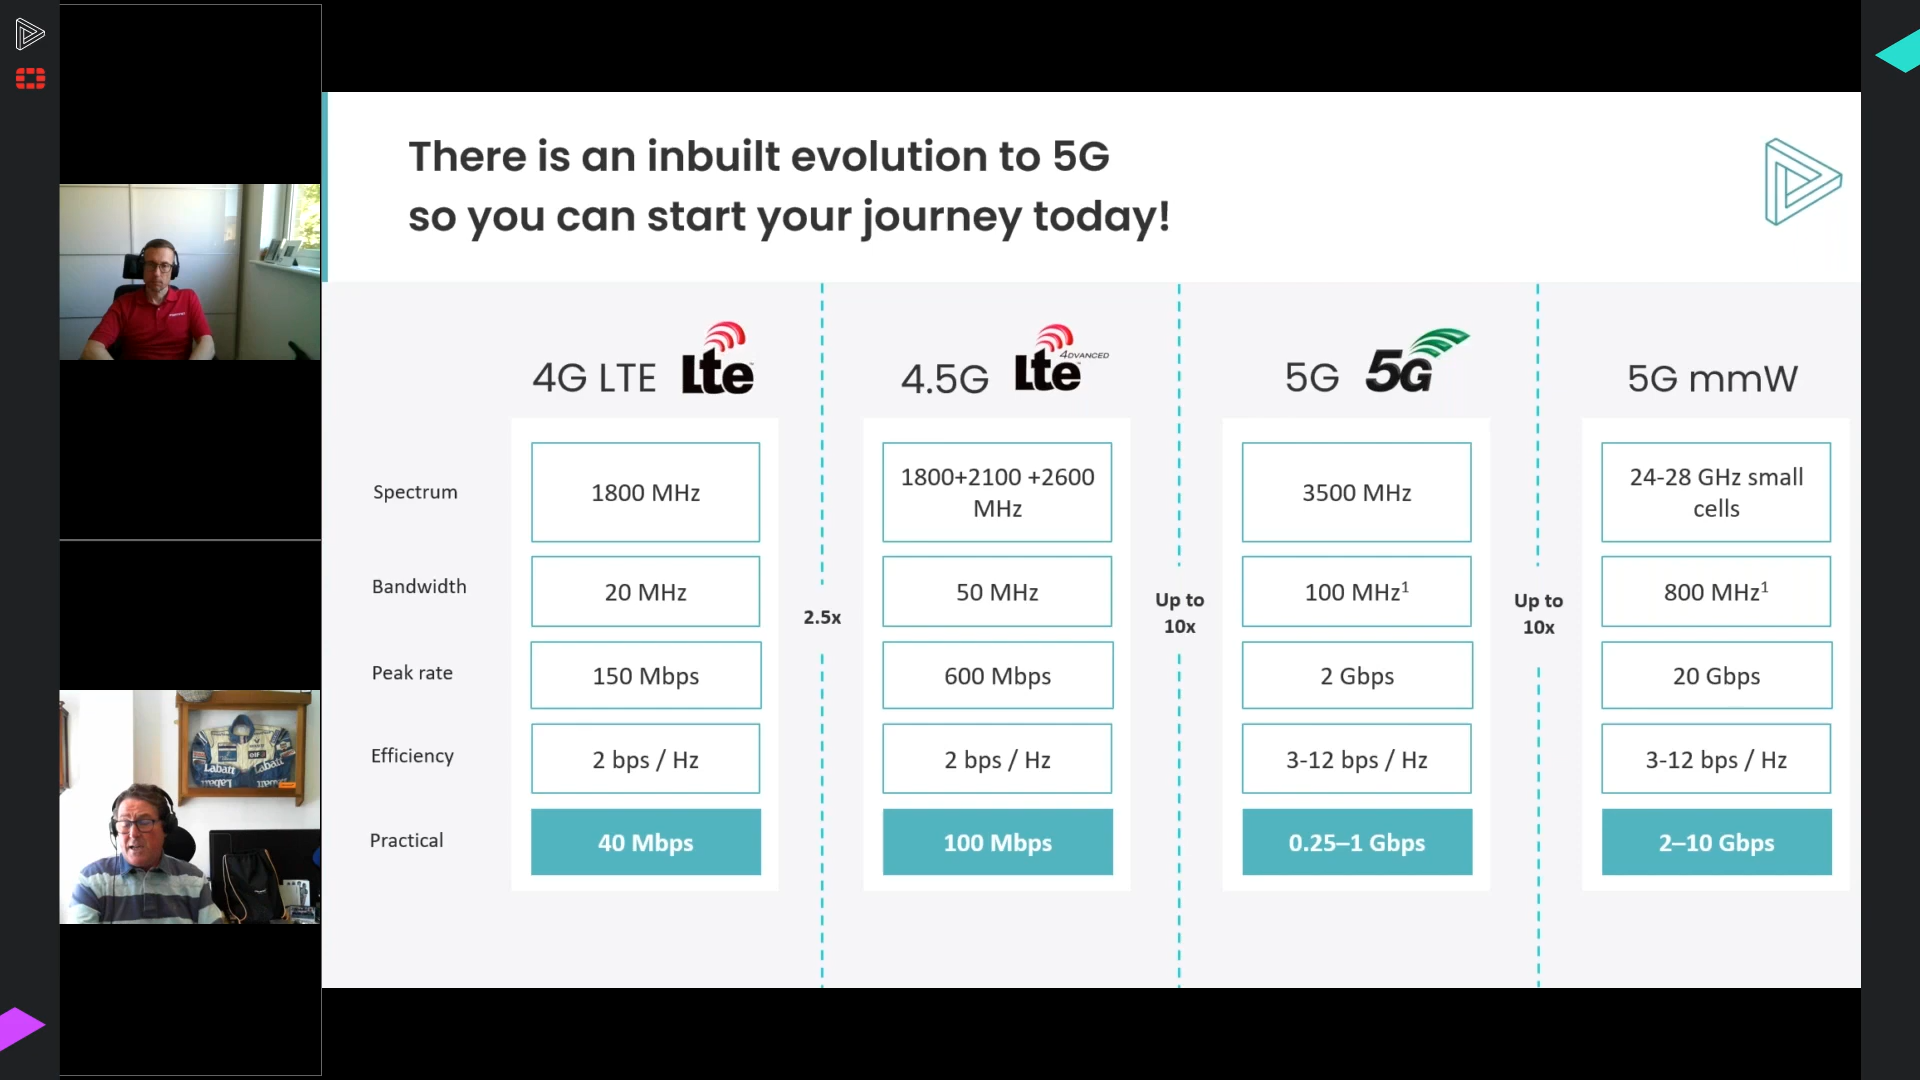 There is an inbuilt evolution to 5G
so you can start your journey today!
4G LTE Lte
4.5G Lte 4DVANCED
5G 5G
5G mmW
Spectrum
1800 MHz
1800+2100 +2600
MHz
3500 MHz
24-28 GHz small
cells
Bandwidth
20 MHz
50 MHz
100 MHz¹
800 MHz¹
2.5x
Up to
10x
Up to
10x
Peak rate
150 Mbps
600 Mbps
2 Gbps
20 Gbps
Efficiency
2 bps / Hz
2 bps / Hz
3-12 bps / Hz
3-12 bps / Hz
Practical
40 Mbps
100 Mbps
0.25–1 Gbps
2–10 Gbps
Labatt
Labatt